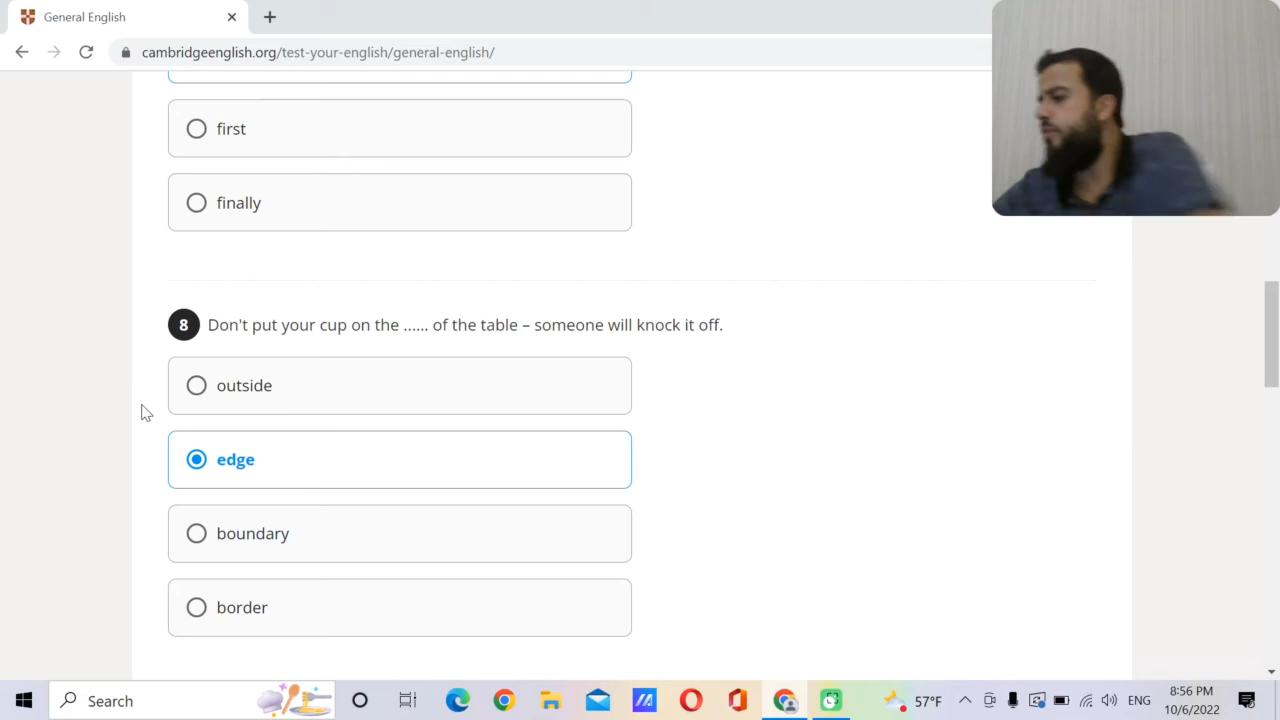 General English
cambridgeenglish.org/test-your-english/general-english/
first
finally
8 Don't put your cup on the ...... of the table – someone will knock it off.
outside
edge
boundary
border
Search
57°F
ENG
8:56 PM
10/6/2022